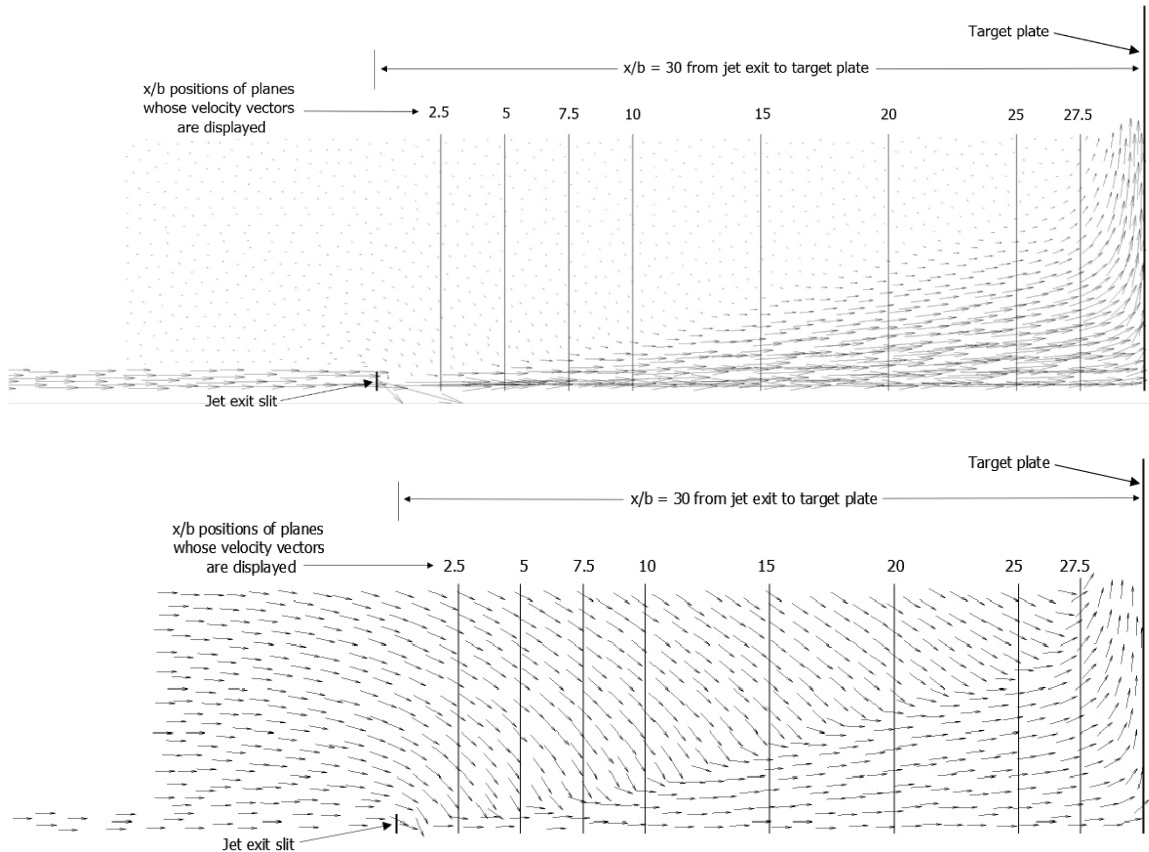 Target plate
x/b = 30 from jet exit to target plate
x/b positions of planes
whose velocity vectors
are displayed
2.5 5 7.5 10 15 20 25 27.5
Jet exit slit
Target plate
x/b = 30 from jet exit to target plate
x/b positions of planes
whose velocity vectors
are displayed
2.5 5 7.5 10 15 20 25 27.5
Jet exit slit